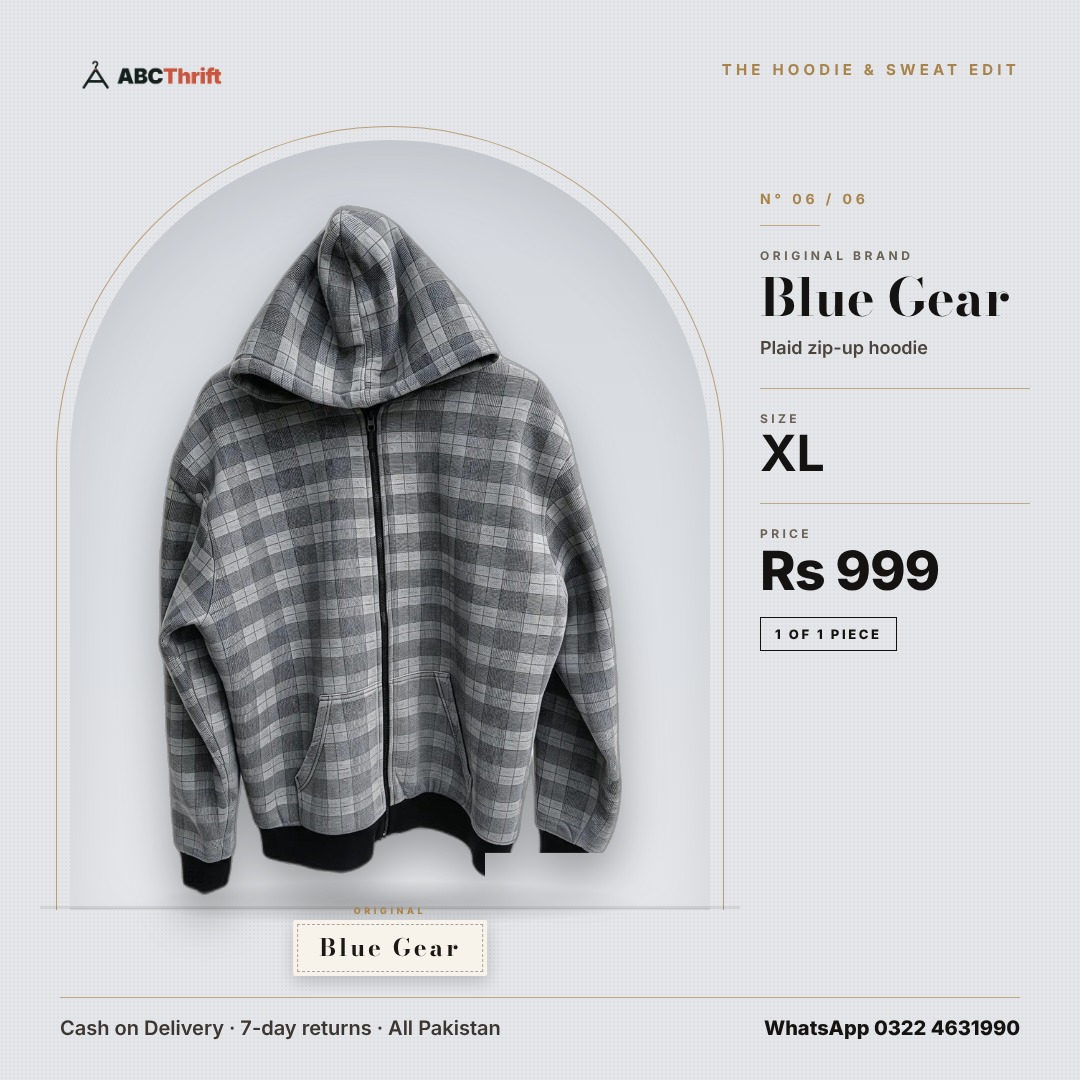 ABCThrift
THE HOODIE & SWEAT EDIT
N° 06 / 06
ORIGINAL BRAND
Blue Gear
Plaid zip-up hoodie
SIZE
XL
PRICE
Rs 999
1 OF 1 PIECE
ORIGINAL
Blue Gear
Cash on Delivery · 7-day returns · All Pakistan
WhatsApp 0322 4631990